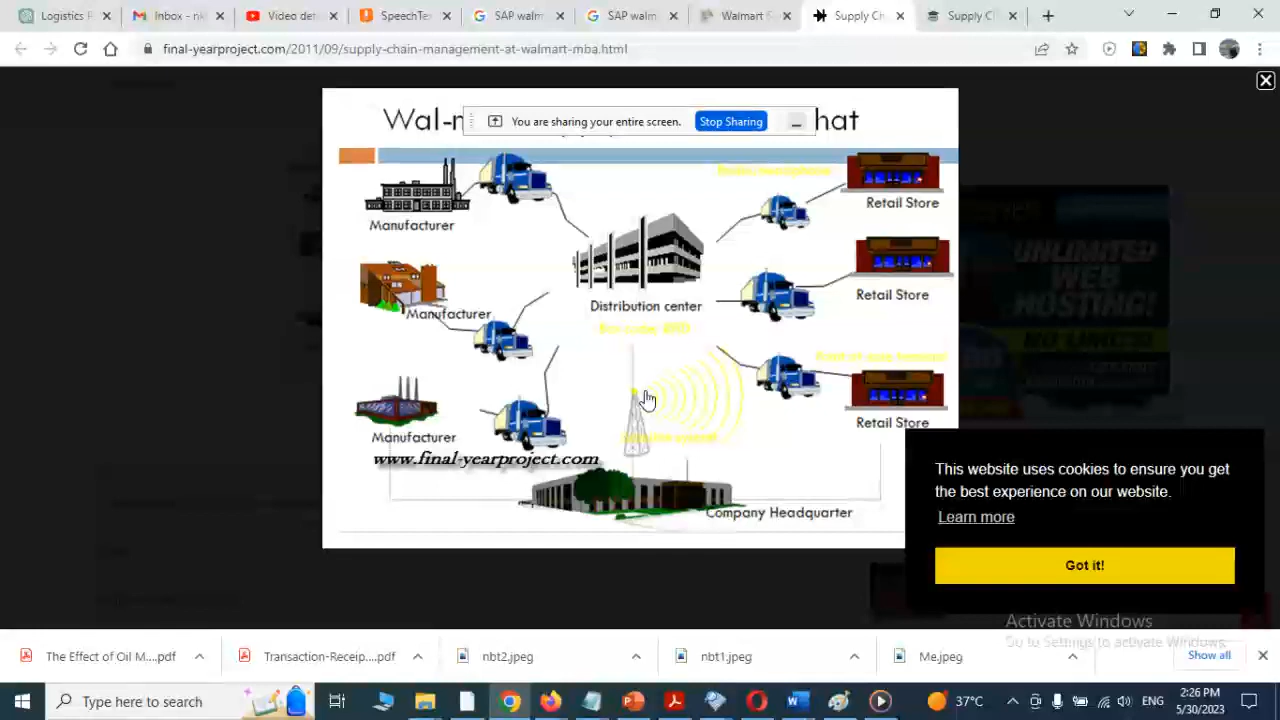 Logistics F
Inbox - nk
Video der
SpeechTex
SAP walm
SAP walm
Walmart R
Supply Ch
Supply C
final-yearproject.com/2011/09/supply-chain-management-at-walmart-mba.html
You are sharing your entire screen.
Stop Sharing
Manufacturer
Retail Store
Manufacturer
Distribution center
Retail Store
Manufacturer
Retail Store
www.final-yearproject.com
Company Headquarter
UNLIMITED
WEB
HOSTING!
This website uses cookies to ensure you get
the best experience on our website.
Learn more
Got it!
Activate Windows
Go to Settings to activate Windows.
The Effect of Oil M....pdf
Transaction-Receip....pdf
nbt2.jpeg
nbt1.jpeg
Me.jpeg
Show all
Type here to search
37°C
ENG
2:26 PM
5/30/2023